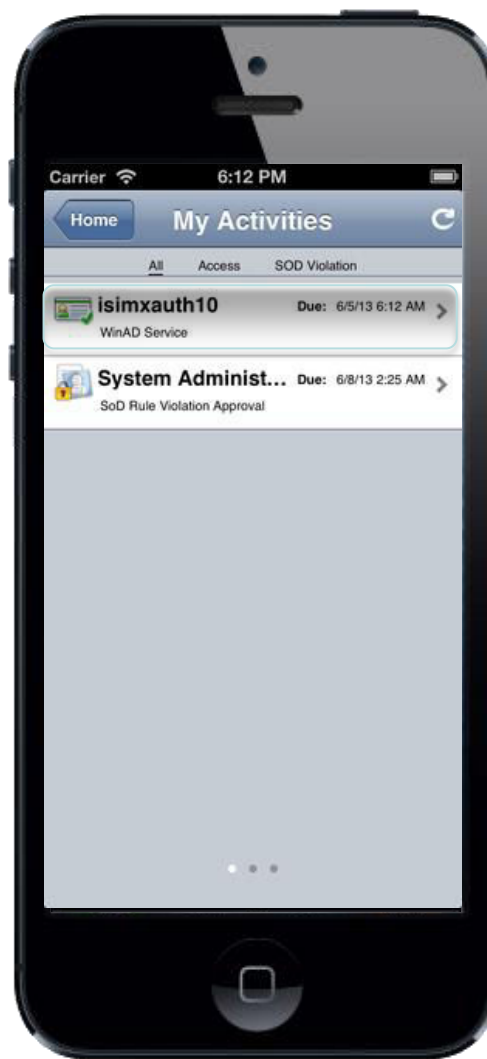 Carrier 6:12 PM
Home My Activities
All Access SOD Violation
isimxauth10 Due: 6/5/13 6:12 AM
WinAD Service
System Administ... Due: 6/8/13 2:25 AM
SoD Rule Violation Approval